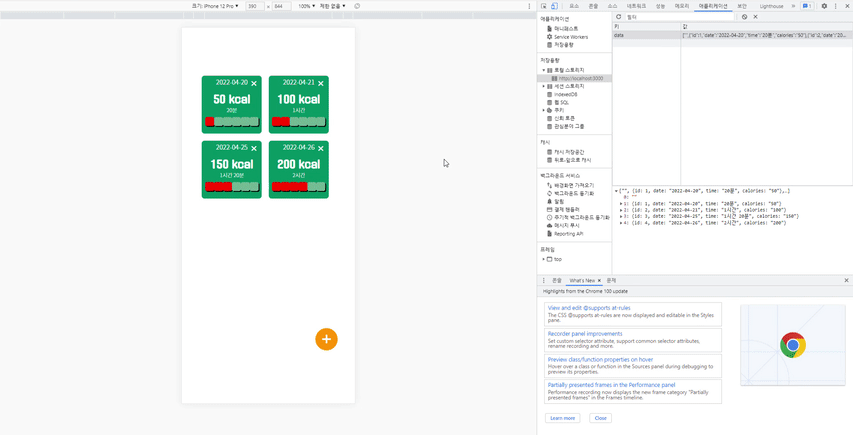 크기: iPhone 12 Pro ▼ 390 × 844 100% ▼ 제한 없음 ▼
요소 콘솔 소스 네트워크 성능 메모리 애플리케이션 보안 Lighthouse » 1
2022-04-20 ×
50 kcal
20분
2022-04-21 ×
100 kcal
1시간
2022-04-25 ×
150 kcal
1시간 20분
2022-04-26 ×
200 kcal
2시간
+
애플리케이션
매니페스트
Service Workers
저장용량
저장용량
로컬 스토리지
http://localhost:3000
세션 스토리지
IndexedDB
웹 SQL
쿠키
신뢰 토큰
관심분야 그룹
캐시
캐시 저장공간
뒤로-앞으로 캐시
백그라운드 서비스
배경화면 가져오기
백그라운드 동기화
알림
결제 핸들러
주기적 백그라운드 동기화
메시지 푸시
Reporting API
프레임
top
필터
키 값
data ["",{"id":1,"date":"2022-04-20","time":"20분","calories":"50"},{"id":2,"date":"20...
["", {id: 1, date: "2022-04-20", time: "20분", calories: "50"},…]
0: ""
1: {id: 1, date: "2022-04-20", time: "20분", calories: "50"}
2: {id: 2, date: "2022-04-21", time: "1시간", calories: "100"}
3: {id: 3, date: "2022-04-25", time: "1시간 20분", calories: "150"}
4: {id: 4, date: "2022-04-26", time: "2시간", calories: "200"}
콘솔 What's New × 문제
Highlights from the Chrome 100 update
View and edit @supports at-rules
The CSS @supports at-rules are now displayed and editable in the Styles
pane.
Recorder panel improvements
Set custom selector attribute, support common selector attributes,
rename recording and more.
Preview class/function properties on hover
Hover over a class or function in the Sources panel during debugging to
preview its properties.
Partially presented frames in the Performance panel
Performance recording now displays the new frame category "Partially
presented frames" in the Frames timeline.
Learn more Close